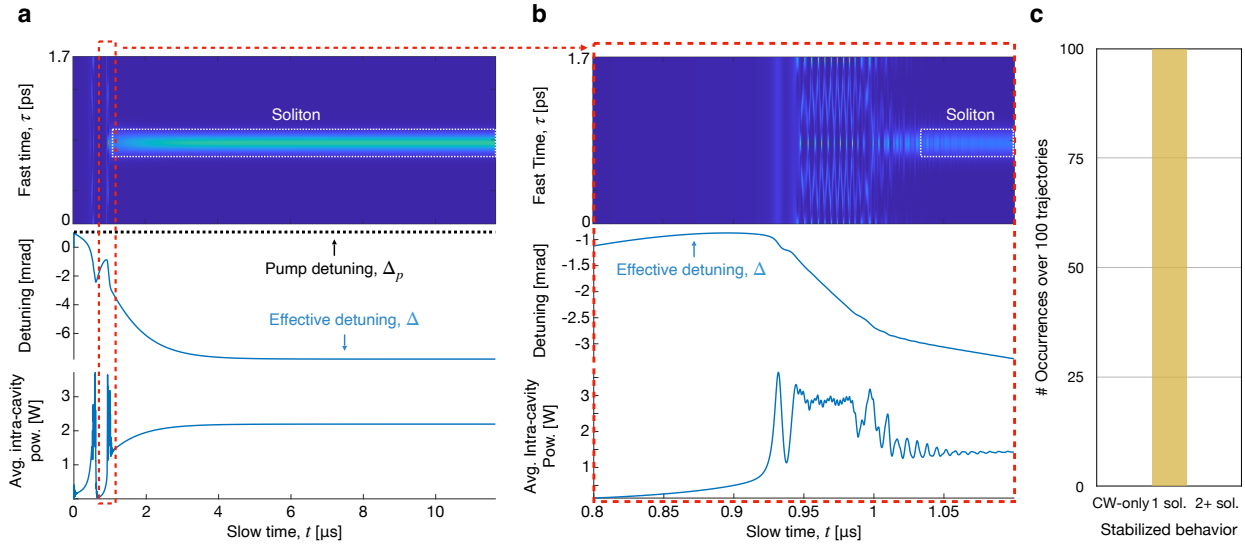 a
1.7
Fast time, τ [ps]
0
Soliton
0
-2
-4
-6
Detuning [mrad]
Pump detuning, Δp
Effective detuning, Δ
3
2
1
Avg. intra-cavity
pow. [W]
0 2 4 6 8 10
Slow time, t [μs]
b
1.7
Fast Time, τ [ps]
0
Soliton
-1
-1.5
-2
-2.5
-3
Detuning [mrad]
Effective detuning, Δ
3
2
1
Avg. Intra-cavity
Pow. [W]
0.8 0.85 0.9 0.95 1 1.05
Slow time, t [μs]
c
100
75
50
25
0
# Occurrences over 100 trajectories
CW-only 1 sol. 2+ sol.
Stabilized behavior